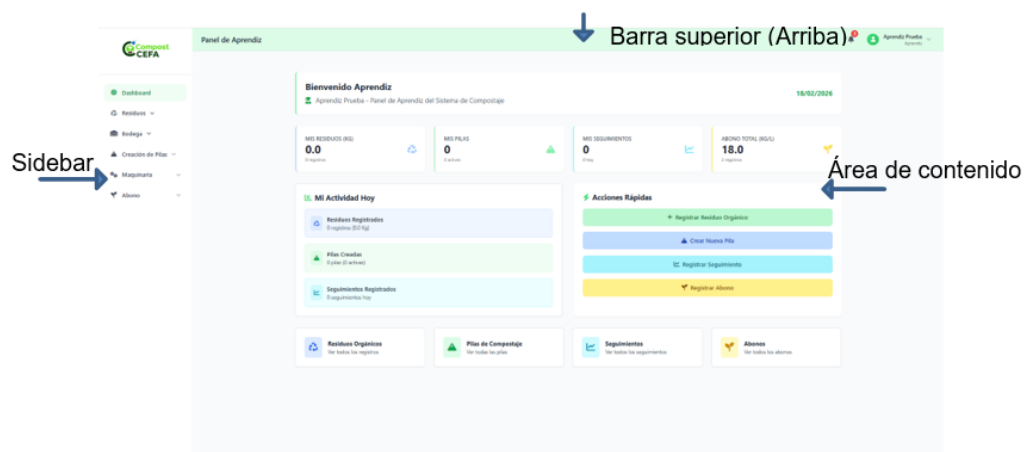 Barra superior (Arriba)
Panel de Aprendiz
Aprendiz Prueba
Aprendiz
Compost
CEFA
Bienvenido Aprendiz
Aprendiz Prueba - Panel de Aprendiz del Sistema de Compostaje
18/02/2026
Dashboard
Residuos
Bodega
Creación de Pilas
Maquinaria
Abono
Sidebar
MIS RESIDUOS (KG)
0.0
0 registros
MIS PILAS
0
0 activas
MIS SEGUIMIENTOS
0
0 hoy
ABONO TOTAL (KG/L)
18.0
Área de contenido
Mi Actividad Hoy
Residuos Registrados
0 registros (0.0 Kg)
Pilas Creadas
0 pilas (0 activas)
Seguimientos Registrados
0 seguimientos hoy
Acciones Rápidas
+ Registrar Residuo Orgánico
Crear Nueva Pila
Registrar Seguimiento
Registrar Abono
Residuos Orgánicos
Ver todos los registros
Pilas de Compostaje
Ver todas las pilas
Seguimientos
Ver todos los seguimientos
Abonos
Ver todos los abonos